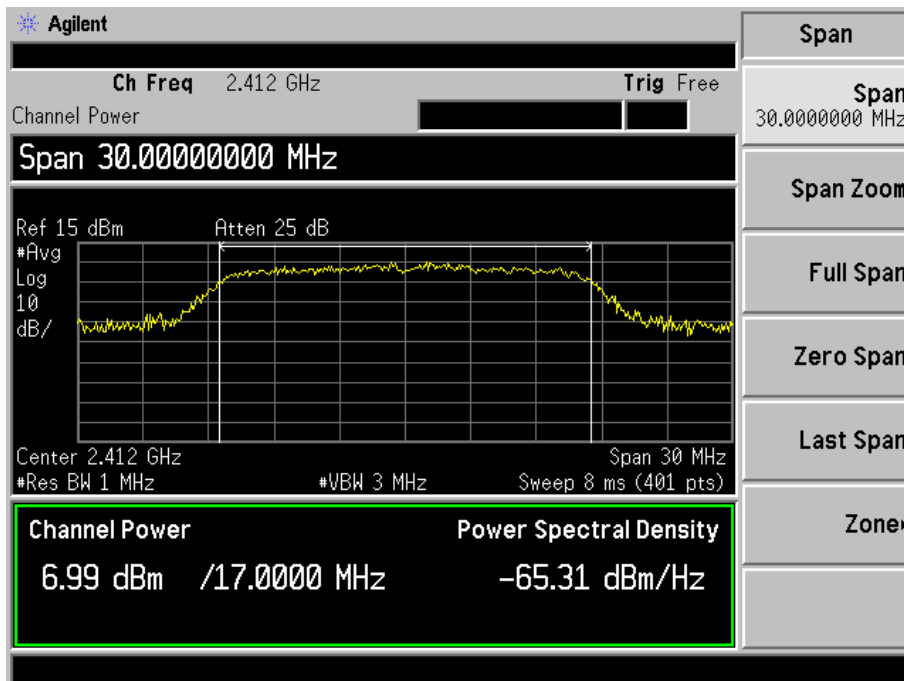 Agilent
Span
Ch Freq 2.412 GHz Trig Free
Channel Power
Span
30.0000000 MHz
Span 30.00000000 MHz
Span Zoom
Ref 15 dBm Atten 25 dB
#Avg
Log
10
dB/
Full Span
Zero Span
Last Span
Center 2.412 GHz Span 30 MHz
#Res BW 1 MHz #VBW 3 MHz Sweep 8 ms (401 pts)
Zone
Channel Power Power Spectral Density
6.99 dBm /17.0000 MHz -65.31 dBm/Hz